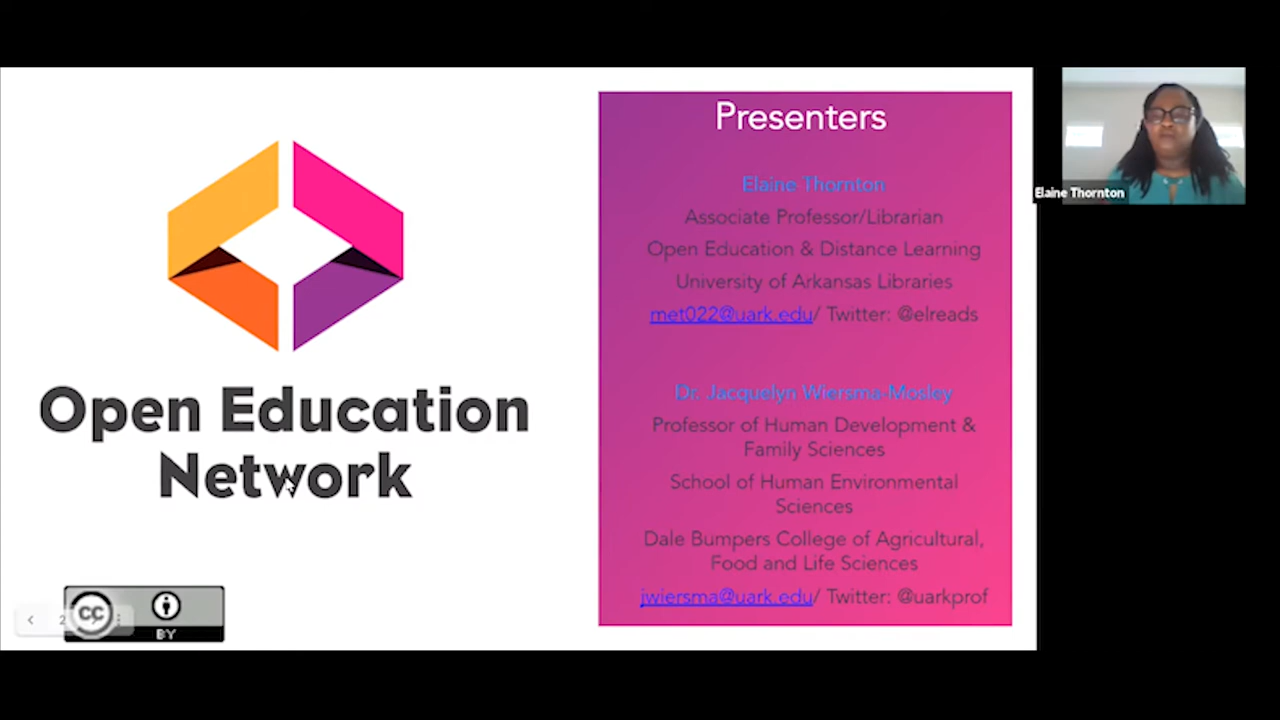 Open Education
Network
2
CC
BY
Presenters
Elaine Thornton
Associate Professor/Librarian
Open Education & Distance Learning
University of Arkansas Libraries
met022@uark.edu/ Twitter: @elreads
Dr. Jacquelyn Wiersma-Mosley
Professor of Human Development &
Family Sciences
School of Human Environmental
Sciences
Dale Bumpers College of Agricultural,
Food and Life Sciences
jwiersma@uark.edu/ Twitter: @uarkprof
Elaine Thornton